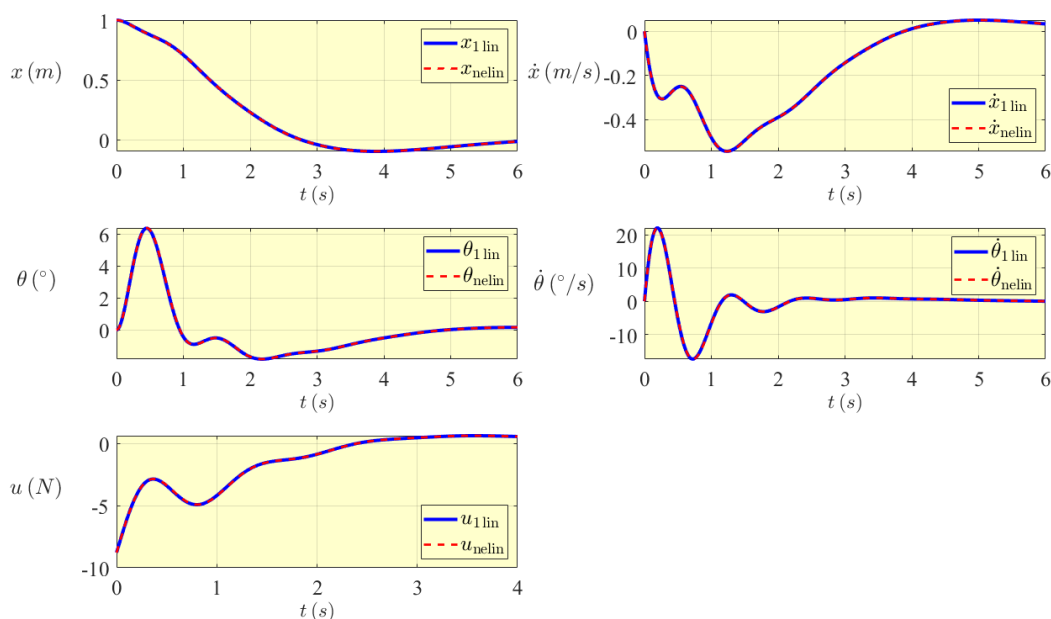 1
0.5
0
x (m)
x1 lin
xnelin
0 1 2 3 4 5 6
t (s)
0
-0.2
-0.4
ẋ (m/s)
ẋ1 lin
ẋnelin
0 1 2 3 4 5 6
t (s)
6
4
2
0
θ (°)
θ1 lin
θnelin
0 1 2 3 4 5 6
t (s)
20
10
0
-10
θ̇ (°/s)
θ̇1 lin
θ̇nelin
0 1 2 3 4 5 6
t (s)
0
-5
-10
u (N)
u1 lin
unelin
0 1 2 3 4
t (s)